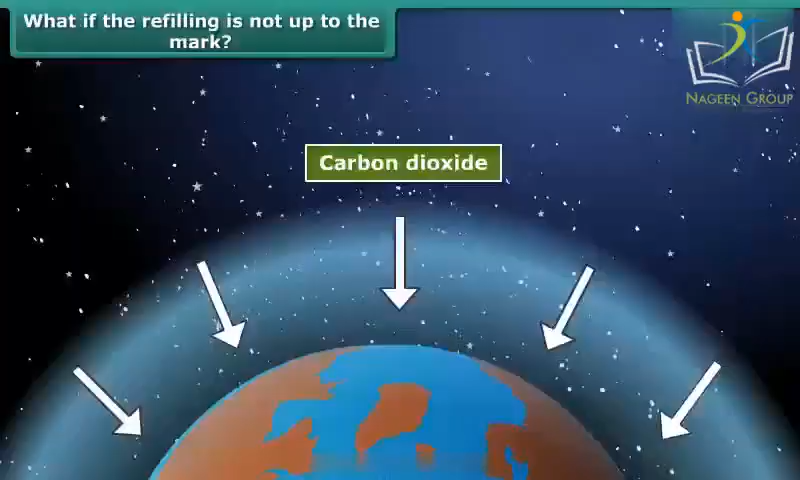 What if the refilling is not up to the
mark?
NAGEEN GROUP
Carbon dioxide